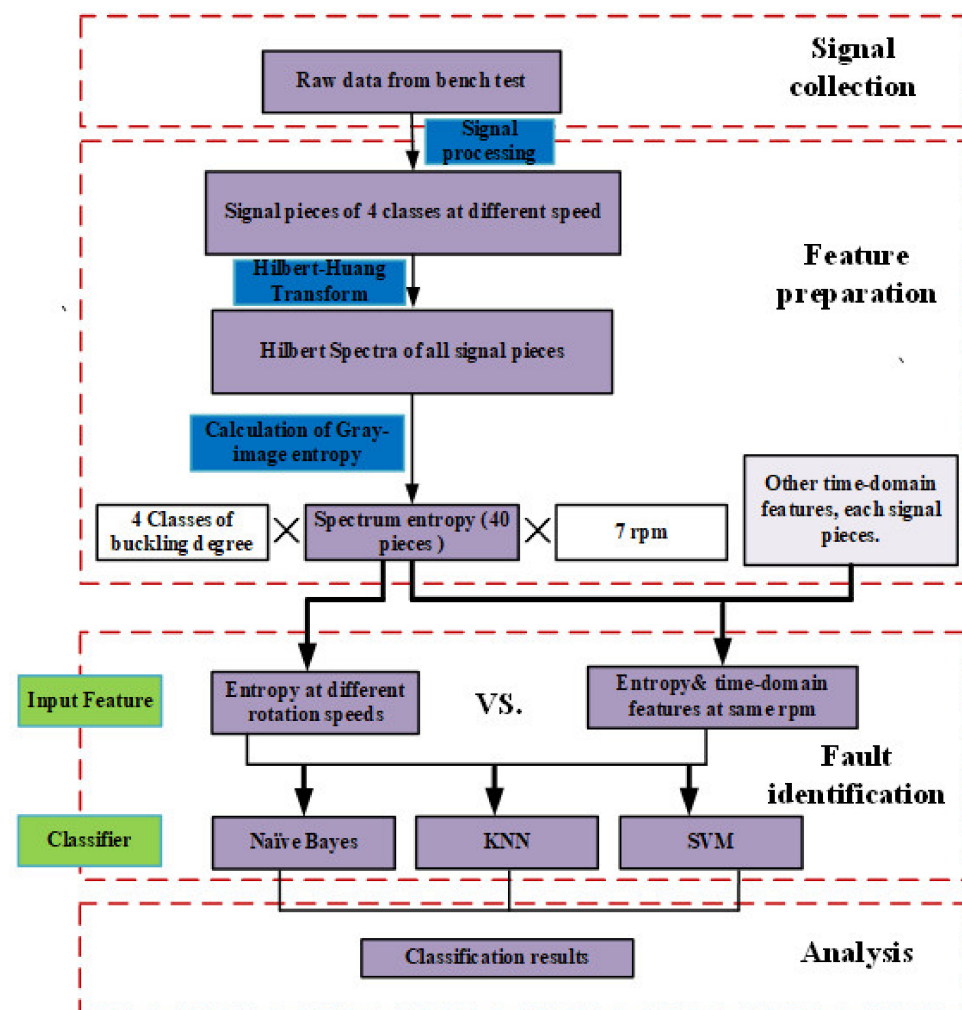 Signal
collection
Raw data from bench test
Signal
processing
Signal pieces of 4 classes at different speed
Feature
preparation
Hilbert-Huang
Transform
Hilbert Spectra of all signal pieces
Calculation of Gray-
image entropy
Other time-domain
features, each signal
pieces.
4 Classes of
buckling degree
Spectrum entropy ( 40
pieces )
7 rpm
Input Feature
Entropy at different
rotation speeds
VS.
Entropy& time-domain
features at same rpm
Fault
identification
Classifier
Naïve Bayes
KNN
SVM
Classification results
Analysis